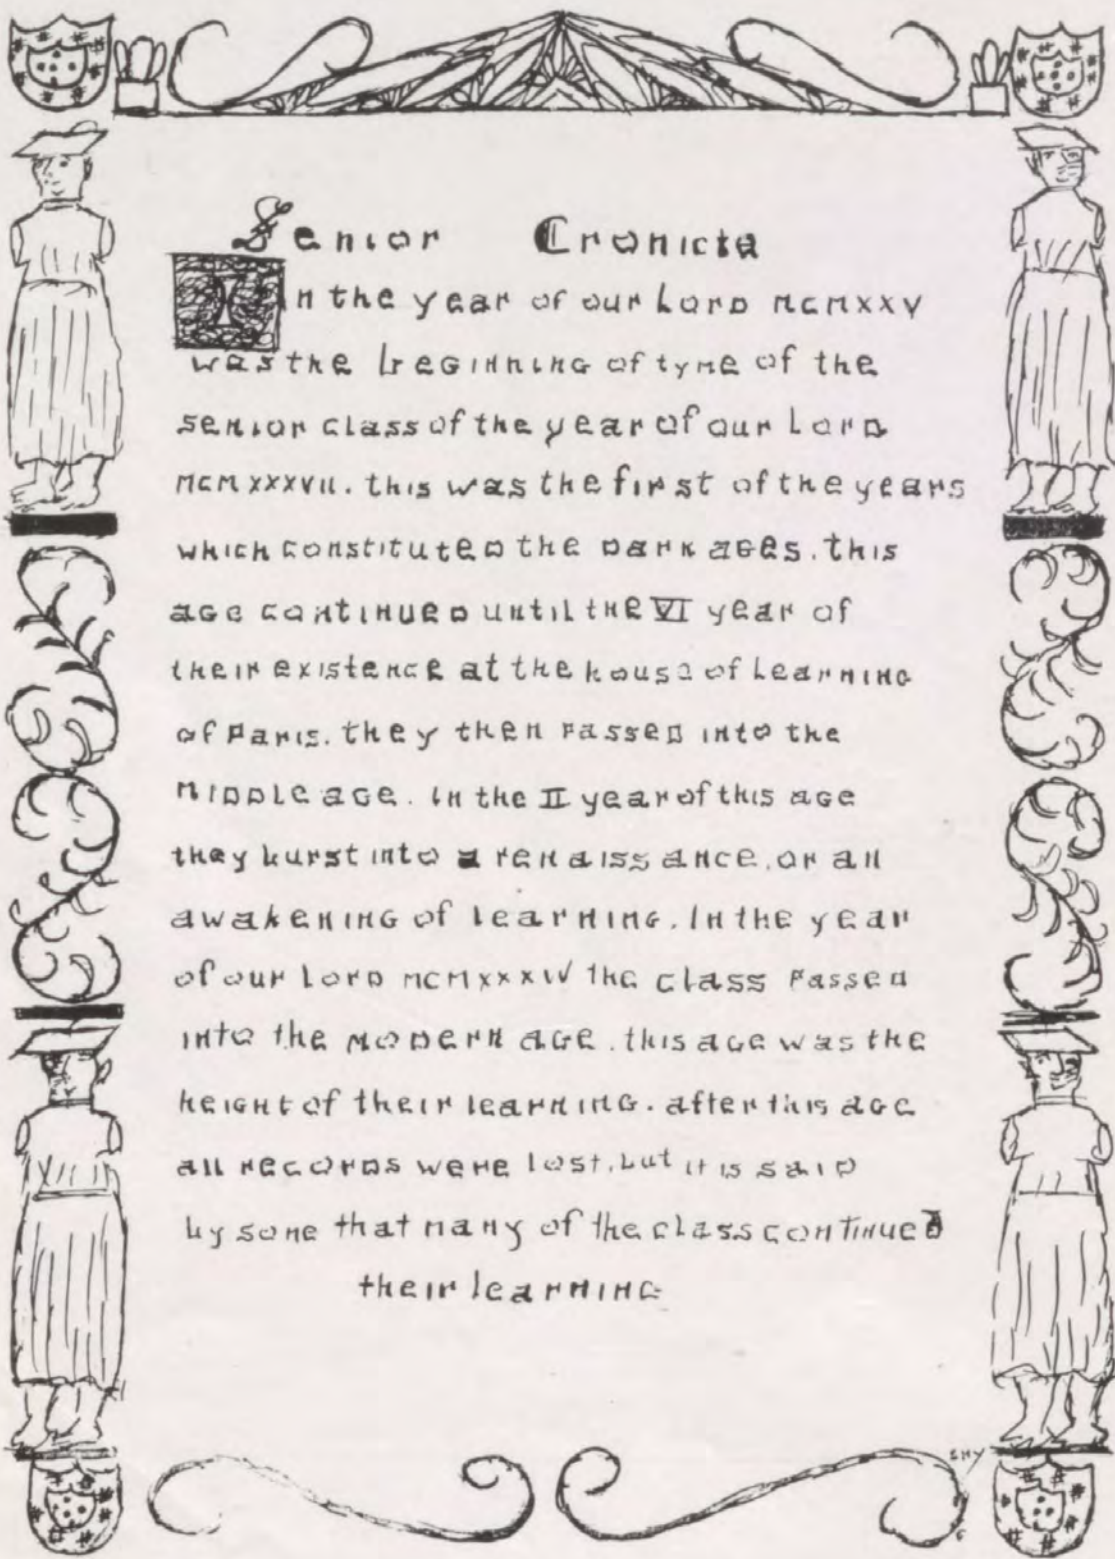 Senior Cronicle
In the year of our Lord MCMXXV
was the beginning of tyme of the
senior class of the year of our Lord
MCMXXXVII. this was the first of the years
which constituted the dark ages. this
age continued until the VI year of
their existence at the house of learning
of Paris. they then passed into the
middle age. in the II year of this age
they burst into a renaissance, or an
awakening of learning. In the year
of our Lord MCMXXXIV the class passed
into the modern age. this age was the
height of their learning. after this age
all records were lost, but it is said
by some that many of the class continued
their learning